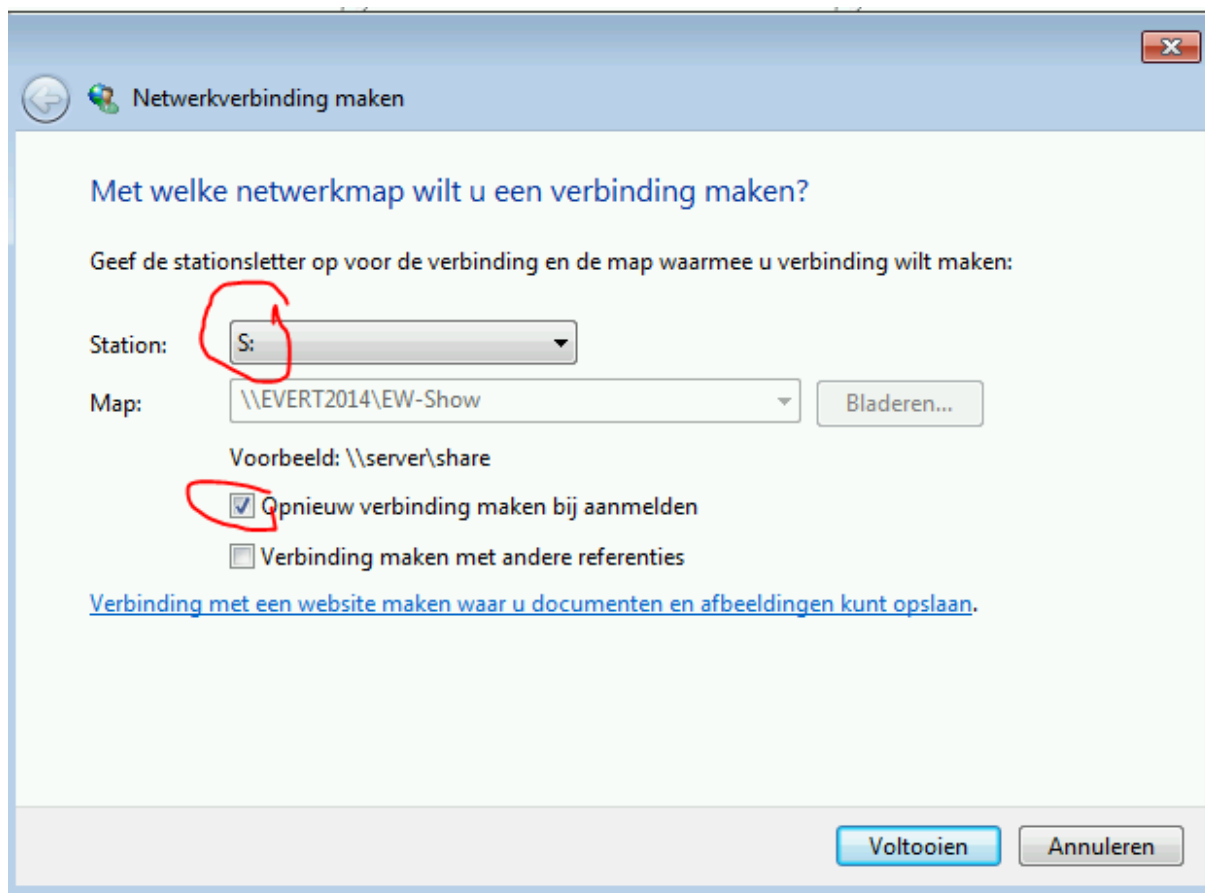 Netwerkverbinding maken
Met welke netwerkmap wilt u een verbinding maken?
Geef de stationsletter op voor de verbinding en de map waarmee u verbinding wilt maken:
Station: S:
Map: \\EVERT2014\EW-Show Bladeren...
Voorbeeld: \\server\share
Opnieuw verbinding maken bij aanmelden
Verbinding maken met andere referenties
Verbinding met een website maken waar u documenten en afbeeldingen kunt opslaan.
Voltooien Annuleren